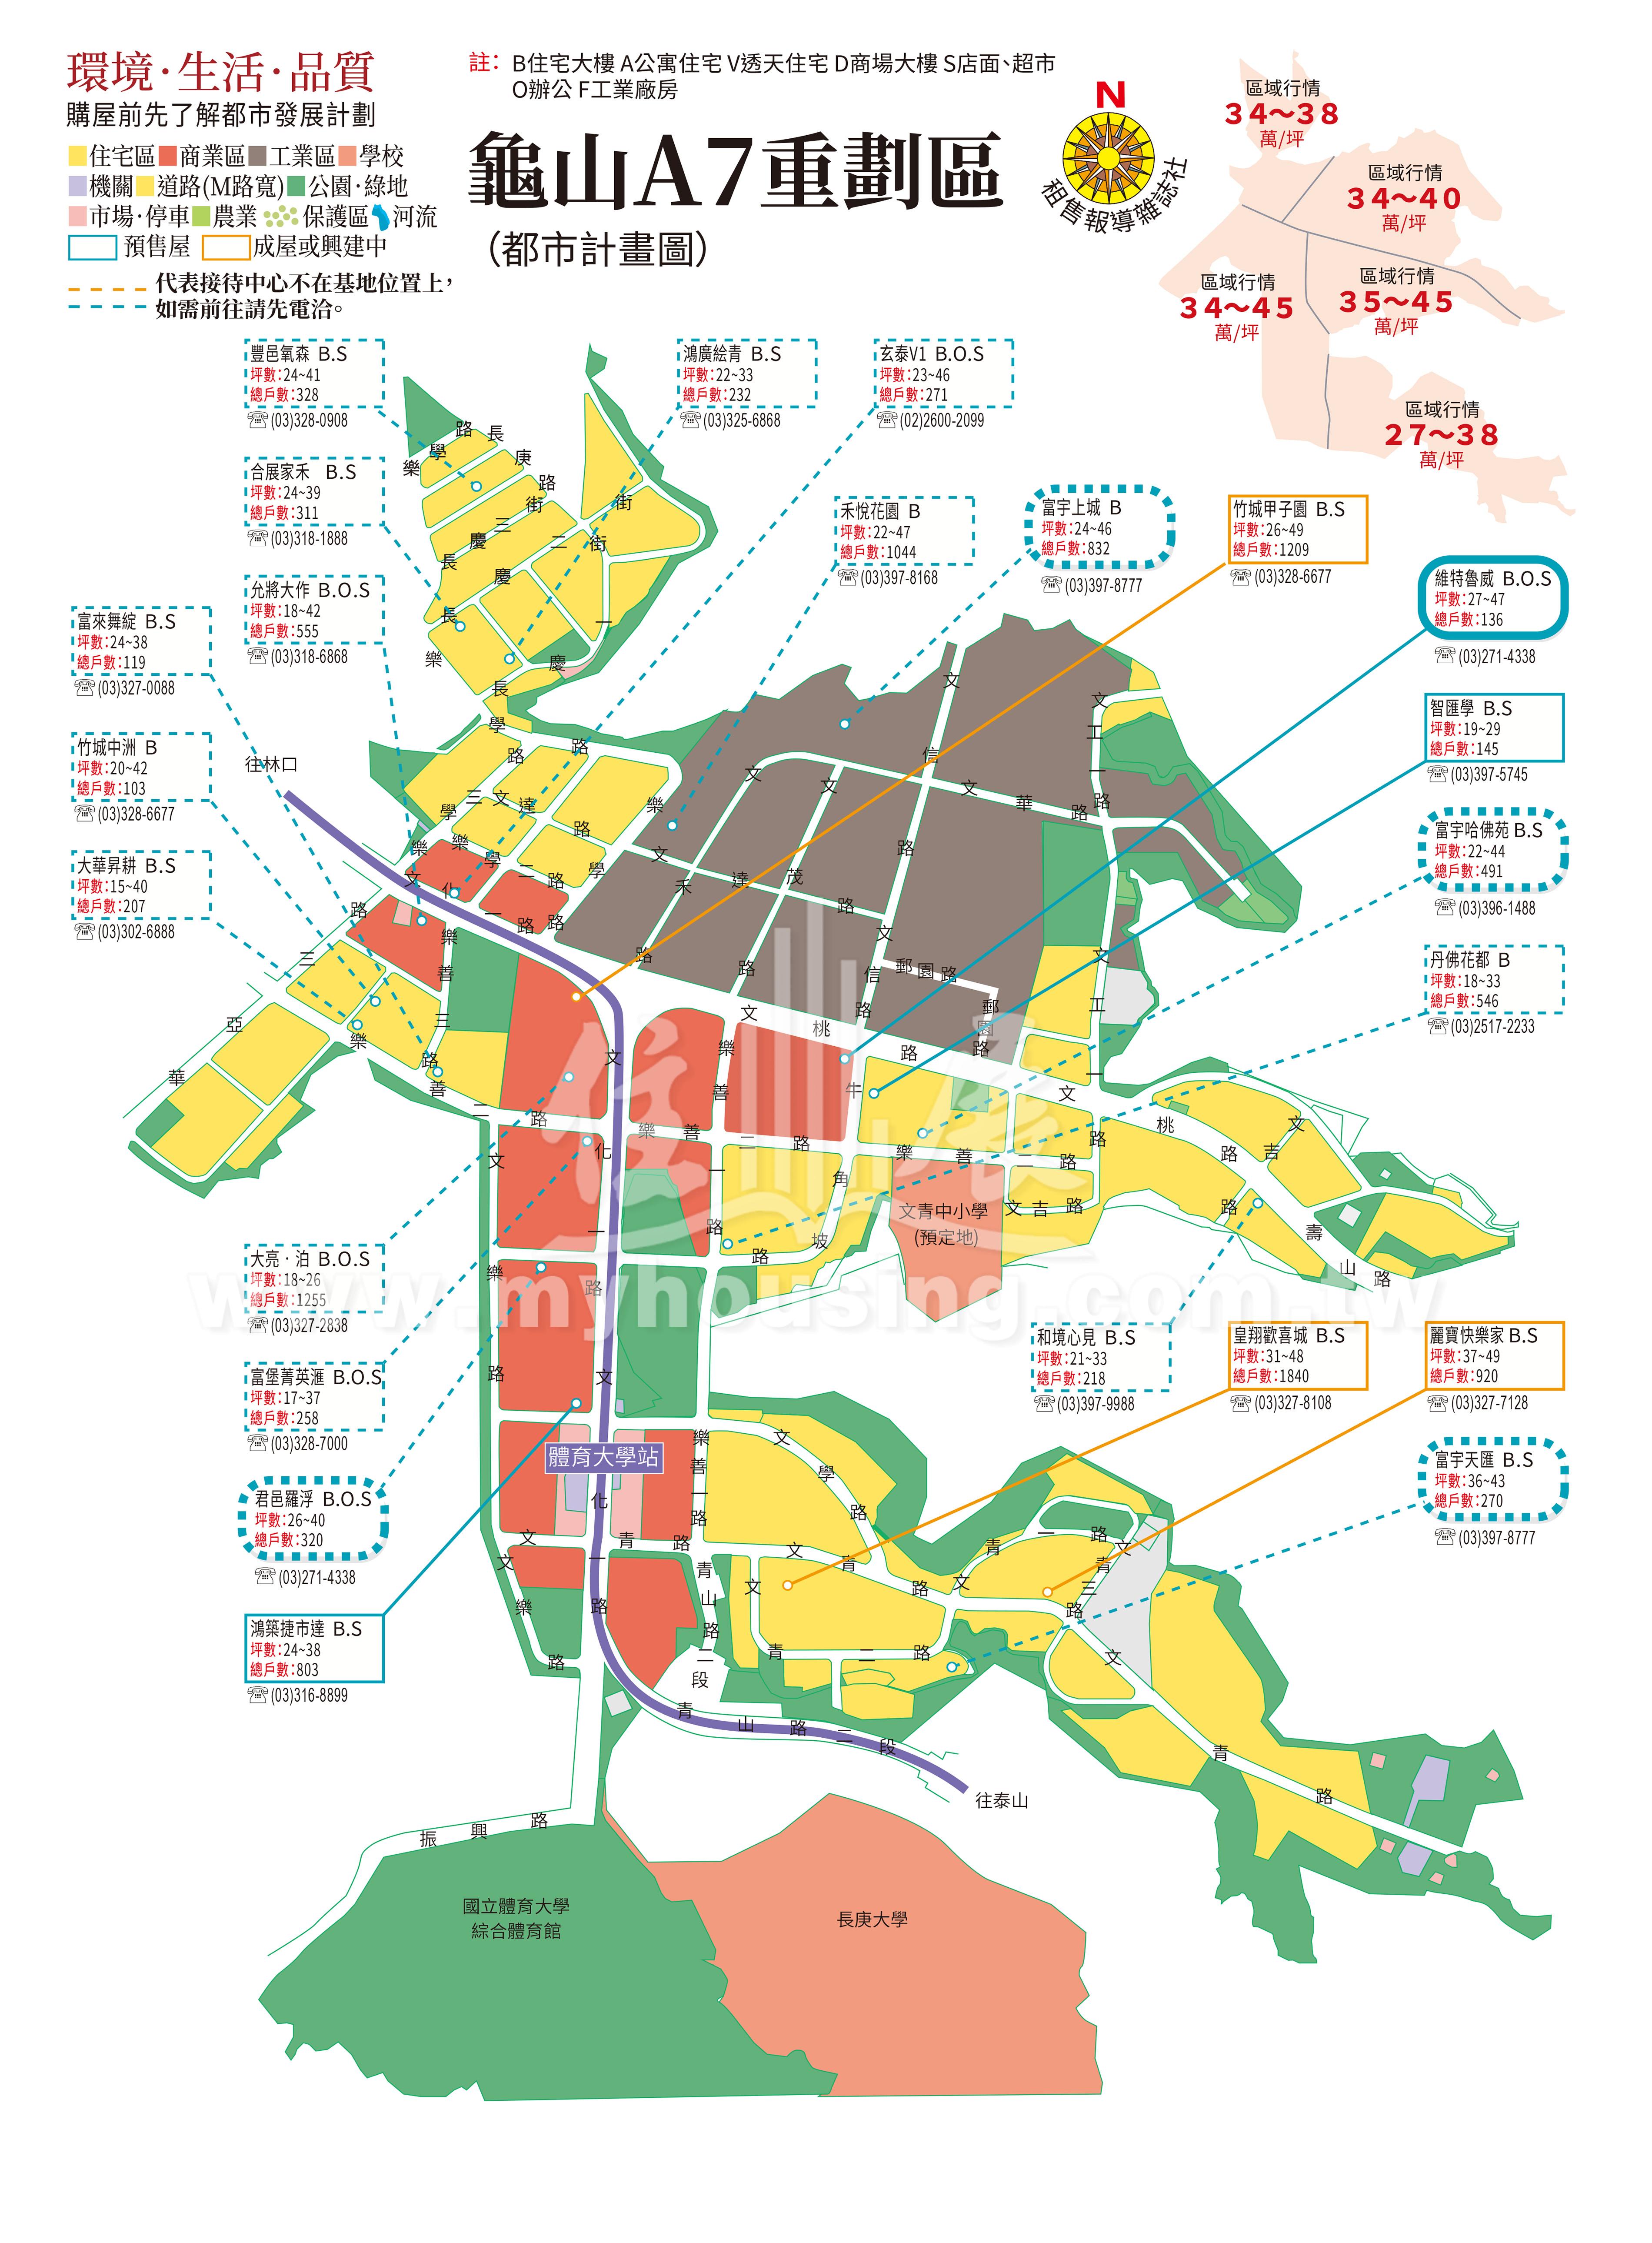 環境·生活·品質
購屋前先了解都市發展計劃
住宅區 商業區 工業區 學校
機關 道路(M路寬) 公園·綠地
市場·停車 農業 保護區 河流
預售屋 成屋或興建中
代表接待中心不在基地位置上，
如需前往請先電洽。
註： B住宅大樓 A公寓住宅 V透天住宅 D商場大樓 S店面、超市
O辦公 F工業廠房
龜山A7重劃區
（都市計畫圖）
N
租售報導雜誌社
區域行情
34～38
萬/坪
區域行情
34～40
萬/坪
區域行情
34～45
萬/坪
區域行情
35～45
萬/坪
區域行情
27～38
萬/坪
豐邑氧森 B.S
坪數：24~41
總戶數：328
☏(03)328-0908
鴻廣絵青 B.S
坪數：22~33
總戶數：232
☏(03)325-6868
玄泰V1 B.O.S
坪數：23~46
總戶數：271
☏(02)2600-2099
合展家禾 B.S
坪數：24~39
總戶數：311
☏(03)318-1888
禾悅花園 B
坪數：22~47
總戶數：1044
☏(03)397-8168
富宇上城 B
坪數：24~46
總戶數：832
☏(03)397-8777
竹城甲子園 B.S
坪數：26~49
總戶數：1209
☏(03)328-6677
維特魯威 B.O.S
坪數：27~47
總戶數：136
☏(03)271-4338
允將大作 B.O.S
坪數：18~42
總戶數：555
☏(03)318-6868
富來舞綻 B.S
坪數：24~38
總戶數：119
☏(03)327-0088
智匯學 B.S
坪數：19~29
總戶數：145
☏(03)397-5745
竹城中洲 B
坪數：20~42
總戶數：103
☏(03)328-6677
富宇哈佛苑 B.S
坪數：22~44
總戶數：491
☏(03)396-1488
大華昇耕 B.S
坪數：15~40
總戶數：207
☏(03)302-6888
丹佛花都 B
坪數：18~33
總戶數：546
☏(03)2517-2233
大亮·泊 B.O.S
坪數：18~26
總戶數：1255
☏(03)327-2838
富堡菁英滙 B.O.S
坪數：17~37
總戶數：258
☏(03)328-7000
和境心見 B.S
坪數：21~33
總戶數：218
☏(03)397-9988
皇翔歡喜城 B.S
坪數：31~48
總戶數：1840
☏(03)327-8108
麗寶快樂家 B.S
坪數：37~49
總戶數：920
☏(03)327-7128
君邑羅浮 B.O.S
坪數：26~40
總戶數：320
☏(03)271-4338
富宇天匯 B.S
坪數：36~43
總戶數：270
☏(03)397-8777
鴻築捷市達 B.S
坪數：24~38
總戶數：803
☏(03)316-8899
樂學路
長庚路
長慶三街
長慶二街
長慶一街
樂學路
往林口
學三路
文達路
樂學二路
樂學一路
文化一路
樂學路
文禾路
文達路
文茂路
文信路
文華路
文工一路
郵園路
郵園路
文桃路
文信路
樂善三路
華亞三路
樂善二路
樂善一路
牛角坡路
樂善二路
文吉路
文桃路
文吉路
壽山路
文青中小學
(預定地)
文樂路
文化一路
體育大學站
樂善一路
文學路
文青路
文青一路
文青二路
文青三路
文青路
青山路二段
青山路二段
往泰山
振興路
國立體育大學
綜合體育館
長庚大學
住展
www.myhousing.com.tw